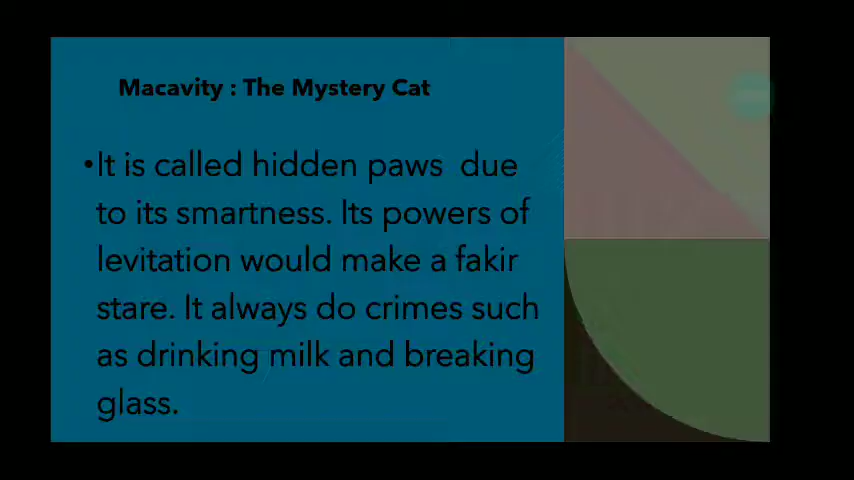 Macavity : The Mystery Cat
•It is called hidden paws due
to its smartness. Its powers of
levitation would make a fakir
stare. It always do crimes such
as drinking milk and breaking
glass.